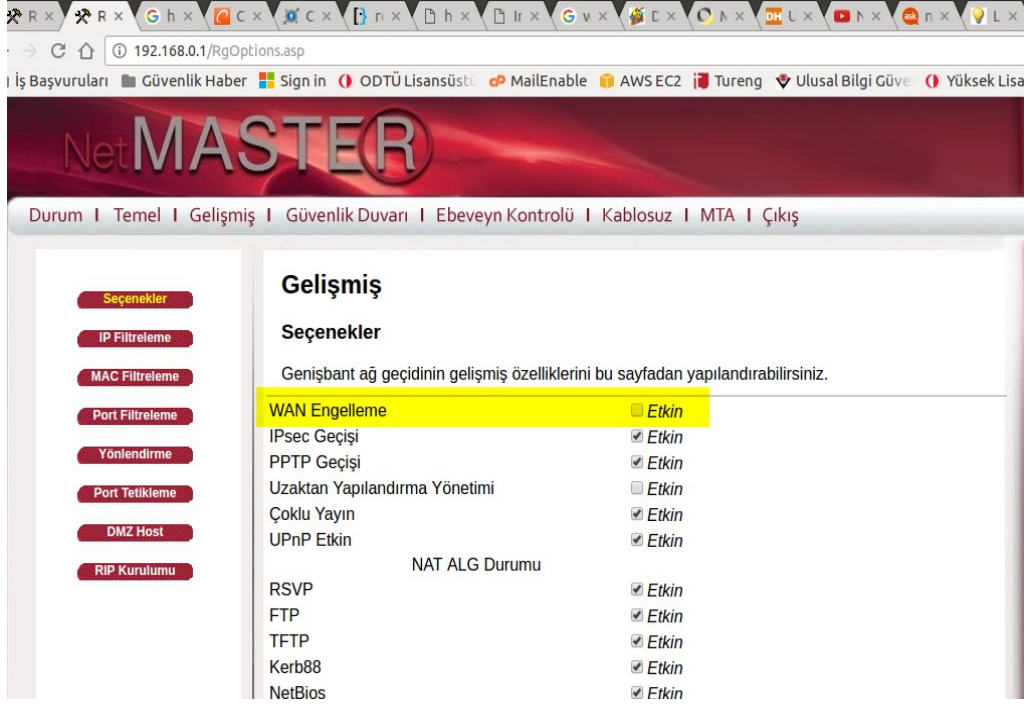 R × R × G h × C × C × r × h × Ir × G v × D × N × DH U × × ask n × L ×
192.168.0.1/RgOptions.asp
İş Başvuruları Güvenlik Haber Sign in ODTÜ Lisansüstü MailEnable AWS EC2 Tureng Ulusal Bilgi Güve Yüksek Lisa
NetMASTER
Durum I Temel I Gelişmiş I Güvenlik Duvarı I Ebeveyn Kontrolü I Kablosuz I MTA I Çıkış
Seçenekler
IP Filtreleme
MAC Filtreleme
Port Filtreleme
Yönlendirme
Port Tetikleme
DMZ Host
RIP Kurulumu
Gelişmiş
Seçenekler
Genişbant ağ geçidinin gelişmiş özelliklerini bu sayfadan yapılandırabilirsiniz.
WAN Engelleme Etkin
IPsec Geçişi Etkin
PPTP Geçişi Etkin
Uzaktan Yapılandırma Yönetimi Etkin
Çoklu Yayın Etkin
UPnP Etkin Etkin
NAT ALG Durumu
RSVP Etkin
FTP Etkin
TFTP Etkin
Kerb88 Etkin
NetBios Etkin